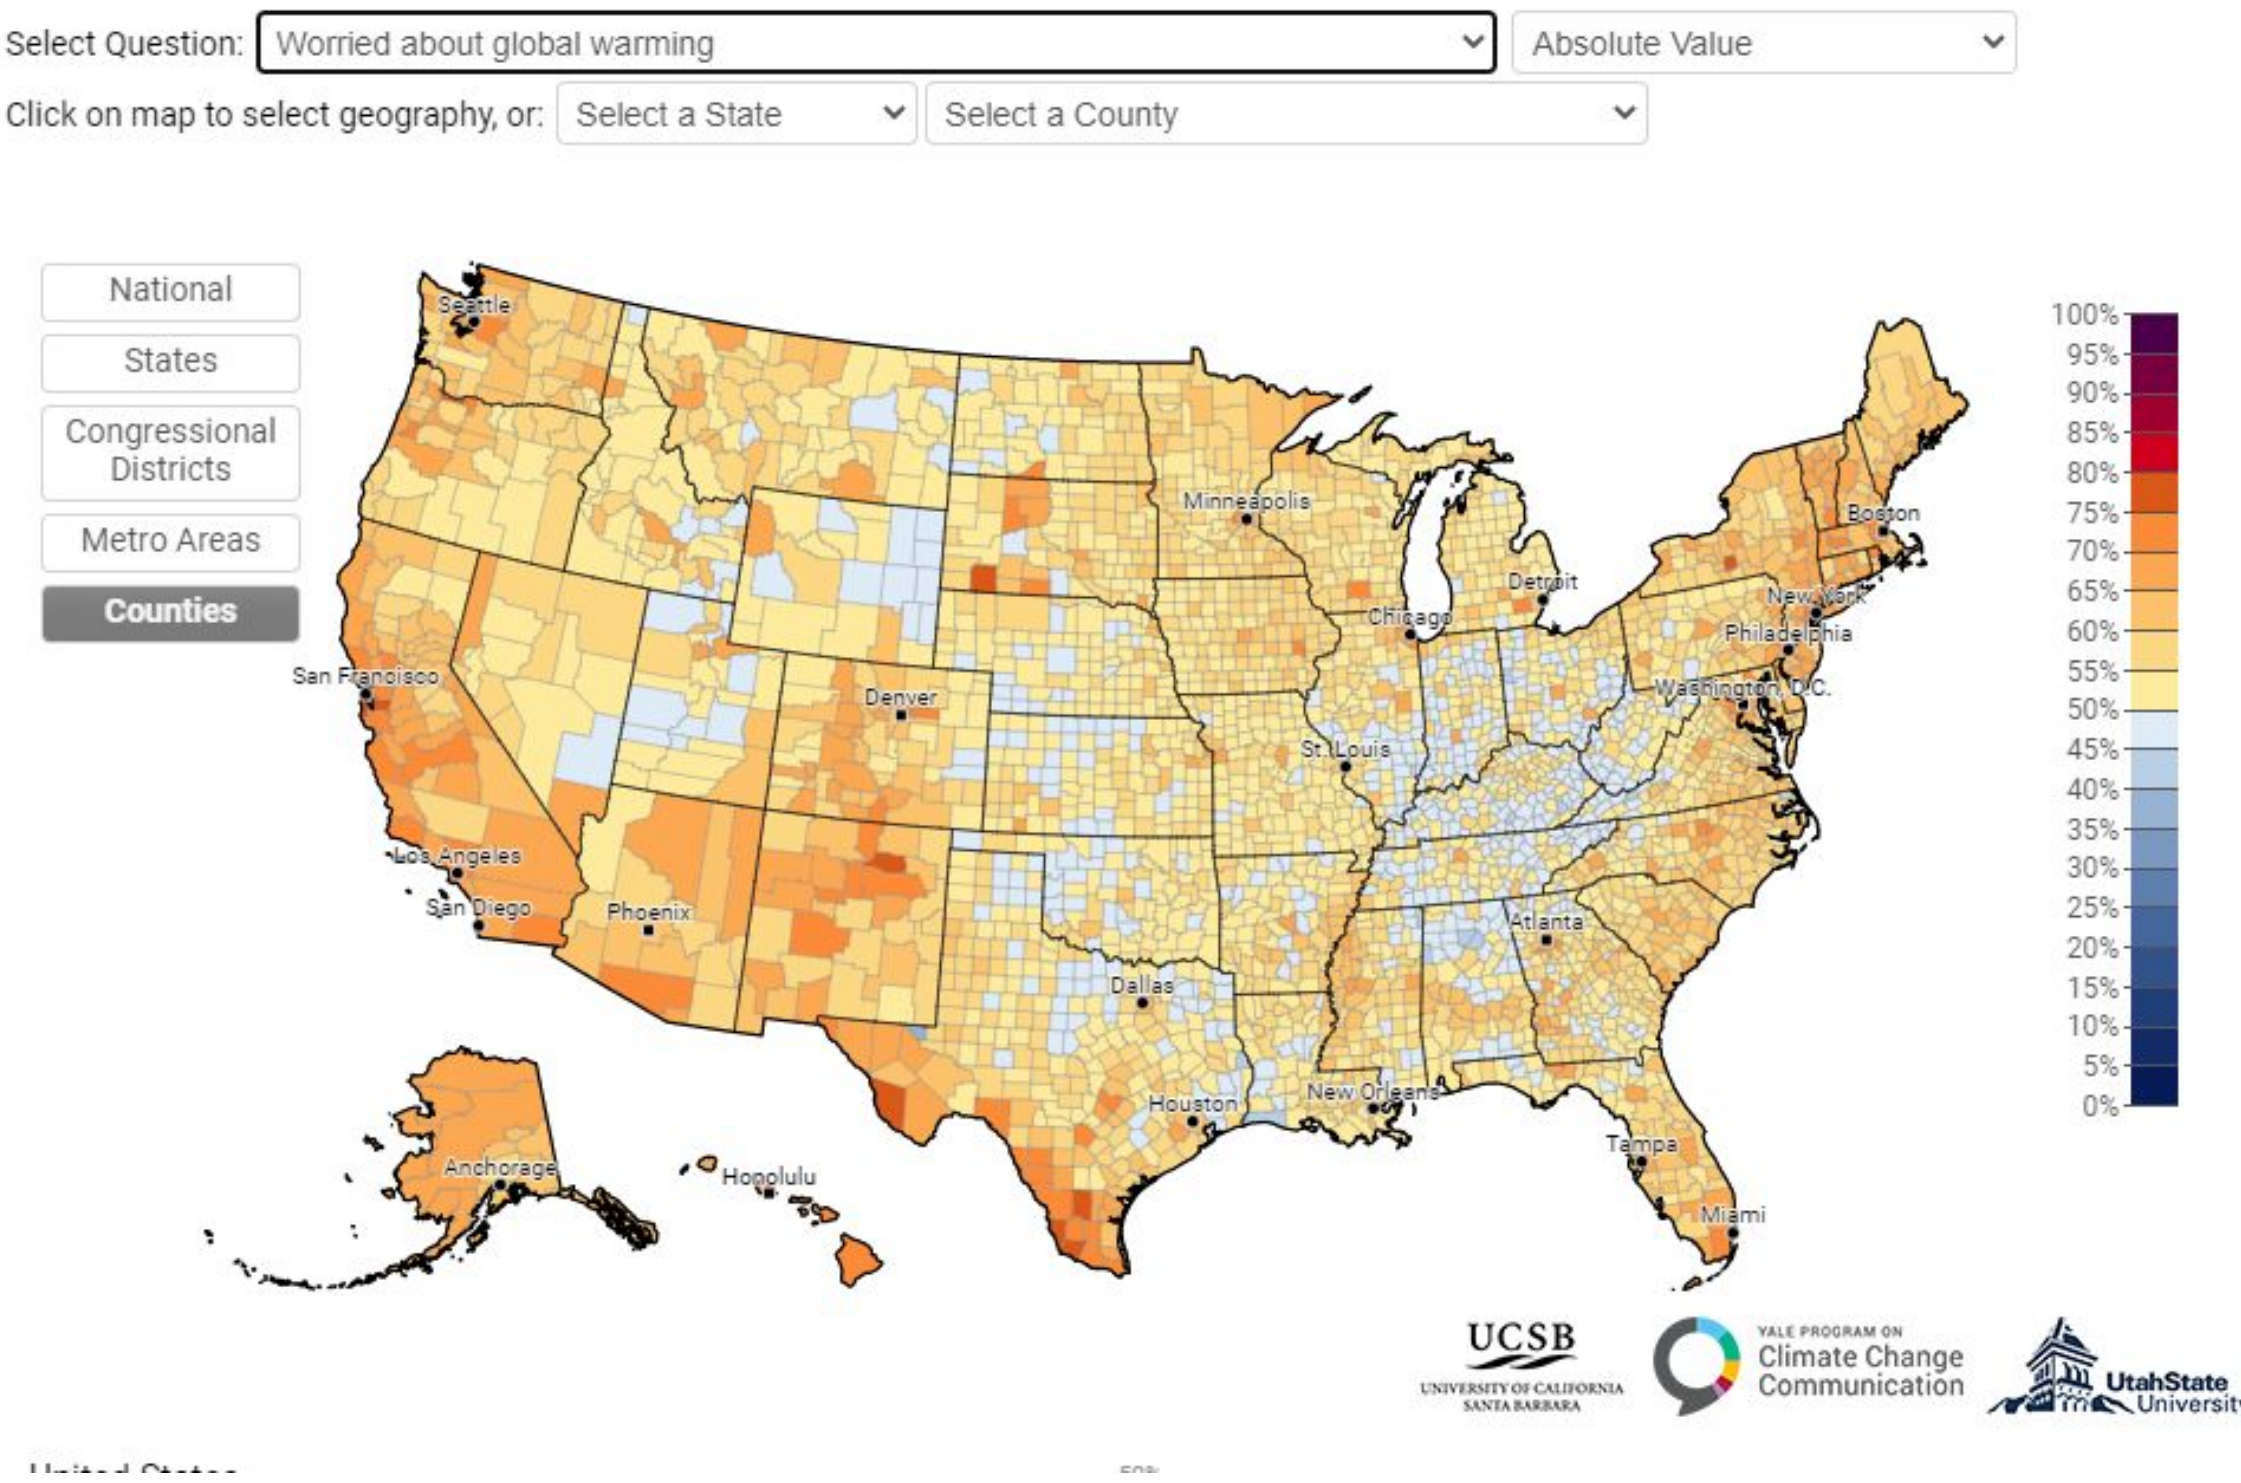 Select Question: Worried about global warming Absolute Value
Click on map to select geography, or: Select a State Select a County
National
States
Congressional
Districts
Metro Areas
Counties
Seattle
Minneapolis
Boston
Detroit
New York
Chicago
Philadelphia
San Francisco
Denver
Washington, D.C.
St. Louis
Los Angeles
San Diego
Phoenix
Atlanta
Dallas
New Orleans
Houston
Tampa
Anchorage
Honolulu
Miami
100%
95%
90%
85%
80%
75%
70%
65%
60%
55%
50%
45%
40%
35%
30%
25%
20%
15%
10%
5%
0%
UCSB
UNIVERSITY OF CALIFORNIA
SANTA BARBARA
YALE PROGRAM ON
Climate Change
Communication
UtahState
University
United States
50%